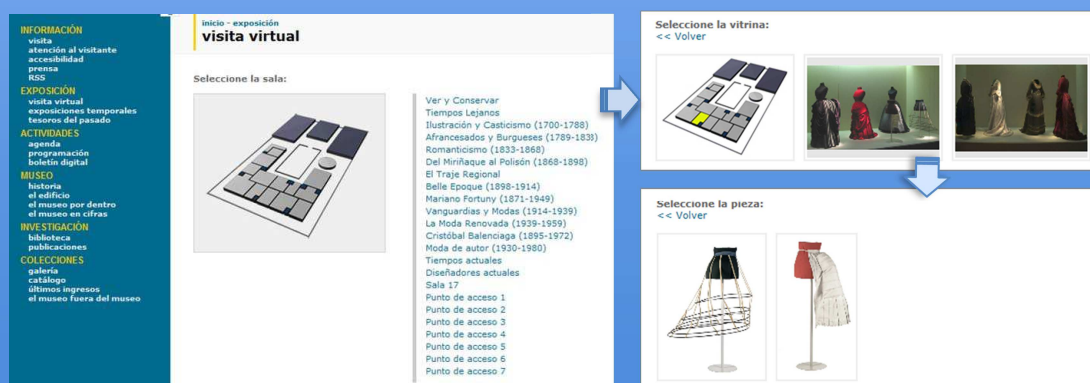 INFORMACIÓN
visita
atención al visitante
accesibilidad
prensa
RSS
EXPOSICIÓN
visita virtual
exposiciones temporales
tesoros del pasado
ACTIVIDADES
agenda
programación
boletín digital
MUSEO
historia
el edificio
el museo por dentro
el museo en cifras
INVESTIGACIÓN
biblioteca
publicaciones
COLECCIONES
galería
catálogo
últimos ingresos
el museo fuera del museo
inicio - exposición
visita virtual
Seleccione la sala:
Ver y Conservar
Tiempos Lejanos
Ilustración y Casticismo (1700-1788)
Afrancesados y Burgueses (1789-1833)
Romanticismo (1833-1868)
Del Miriñaque al Polisón (1868-1898)
El Traje Regional
Belle Epoque (1898-1914)
Mariano Fortuny (1871-1949)
Vanguardias y Modas (1914-1939)
La Moda Renovada (1939-1959)
Cristóbal Balenciaga (1895-1972)
Moda de autor (1930-1980)
Tiempos actuales
Diseñadores actuales
Sala 17
Punto de acceso 1
Punto de acceso 2
Punto de acceso 3
Punto de acceso 4
Punto de acceso 5
Punto de acceso 6
Punto de acceso 7
Seleccione la vitrina:
<< Volver
Seleccione la pieza:
<< Volver